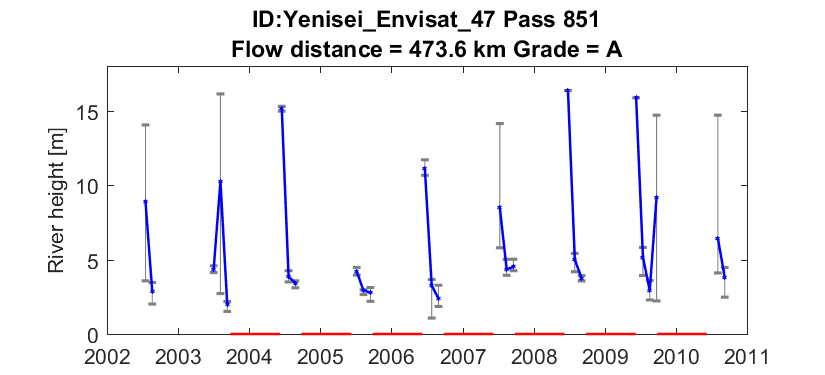 ID:Yenisei_Envisat_47 Pass 851
Flow distance = 473.6 km Grade = A
River height [m]
15
10
5
0
2002 2003 2004 2005 2006 2007 2008 2009 2010 2011